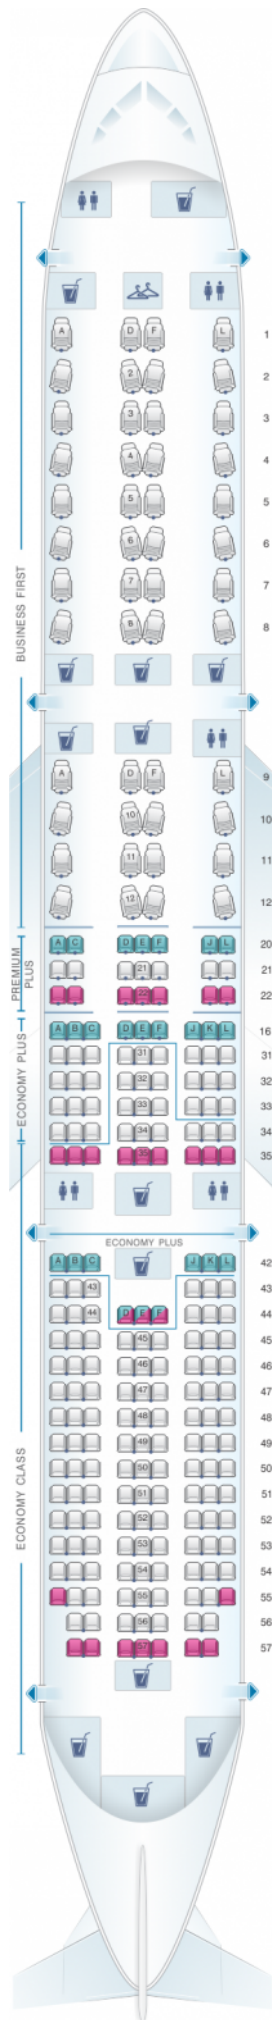 A D F L 1
2 2
3 3
4 4
5 5
6 6
7 7
8 8
BUSINESS FIRST
A D F L 9
10 10
11 11
12 12
PREMIUM PLUS
A C D E F J L 20
21 21
22 22
ECONOMY PLUS
A B C D E F J K L 16
31 31
32 32
33 33
34 34
35 35
ECONOMY PLUS
A B C J K L 42
43 43
44 D E F 44
45 45
46 46
47 47
48 48
49 49
50 50
51 51
52 52
53 53
54 54
55 55
56 56
57 57
ECONOMY CLASS